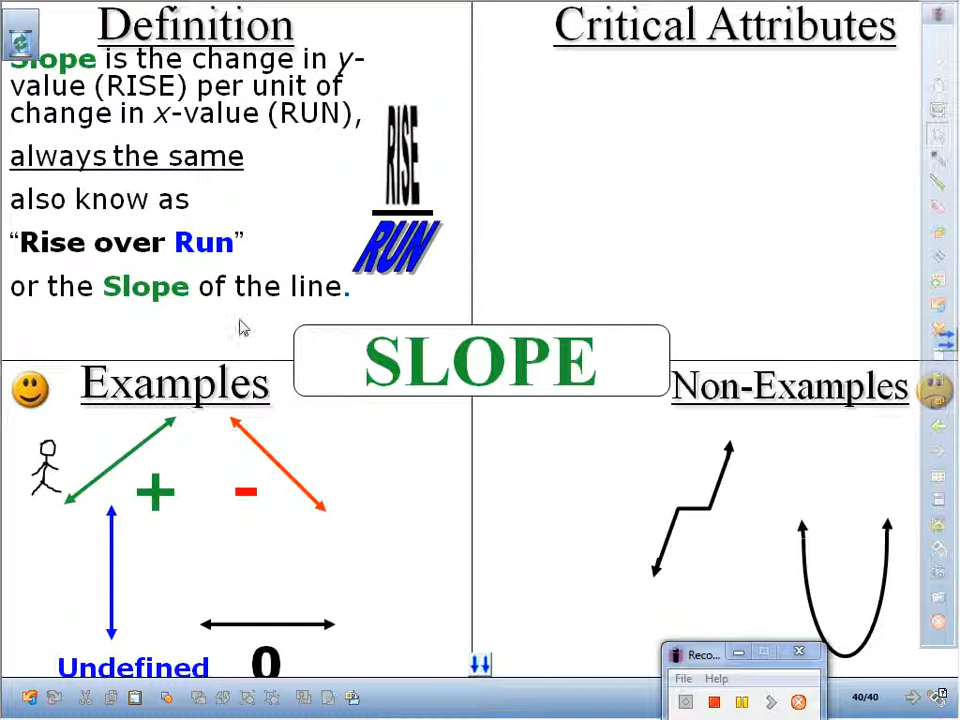 Definition
Slope is the change in y-
value (RISE) per unit of
change in x-value (RUN),
always the same
also know as
“Rise over Run”
or the Slope of the line.
RISE
RUN
Critical Attributes
SLOPE
Examples
+ -
Undefined 0
Non-Examples
Reco...
File Help
40/40